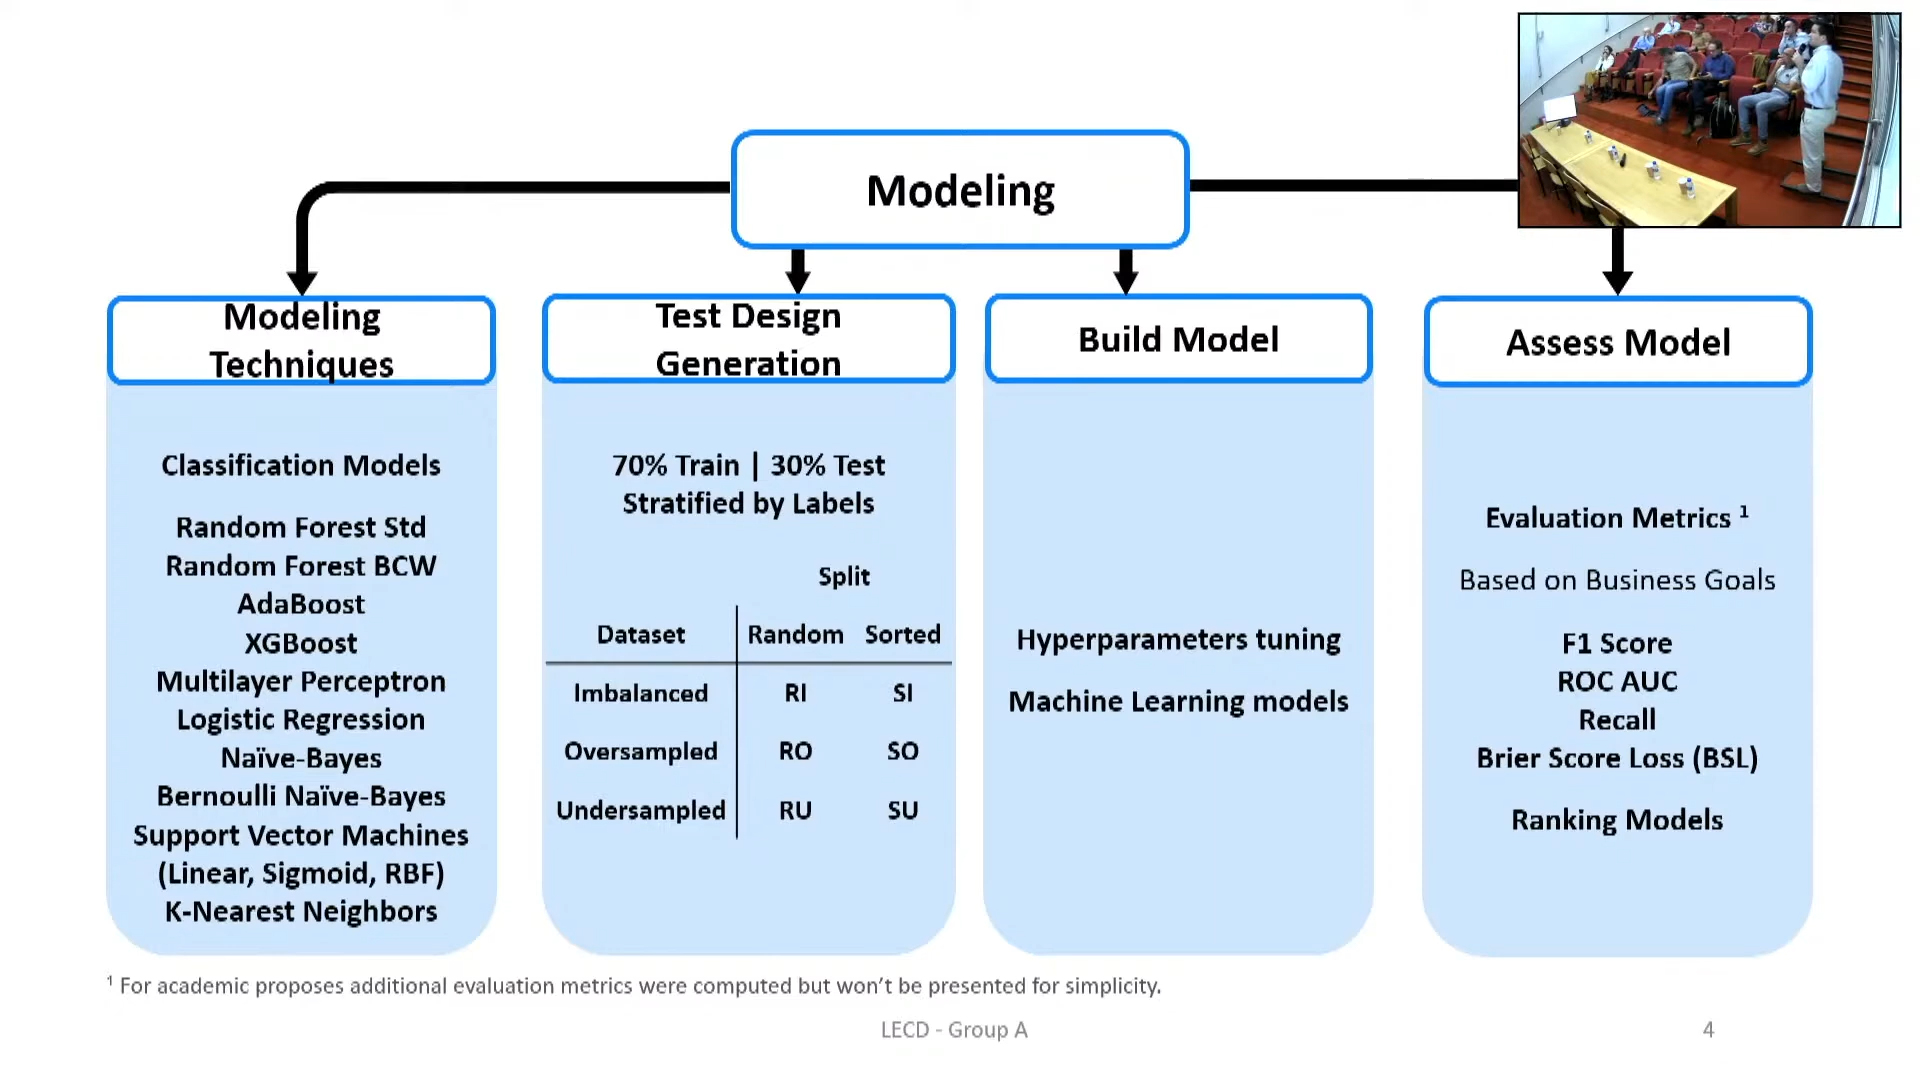 Modeling
Modeling
Techniques
Classification Models
Random Forest Std
Random Forest BCW
AdaBoost
XGBoost
Multilayer Perceptron
Logistic Regression
Naïve-Bayes
Bernoulli Naïve-Bayes
Support Vector Machines
(Linear, Sigmoid, RBF)
K-Nearest Neighbors
Test Design
Generation
70% Train | 30% Test
Stratified by Labels
Split
Dataset Random Sorted
Imbalanced RI SI
Oversampled RO SO
Undersampled RU SU
Build Model
Hyperparameters tuning
Machine Learning models
Assess Model
Evaluation Metrics ¹
Based on Business Goals
F1 Score
ROC AUC
Recall
Brier Score Loss (BSL)
Ranking Models
¹ For academic proposes additional evaluation metrics were computed but won’t be presented for simplicity.
LECD - Group A
4